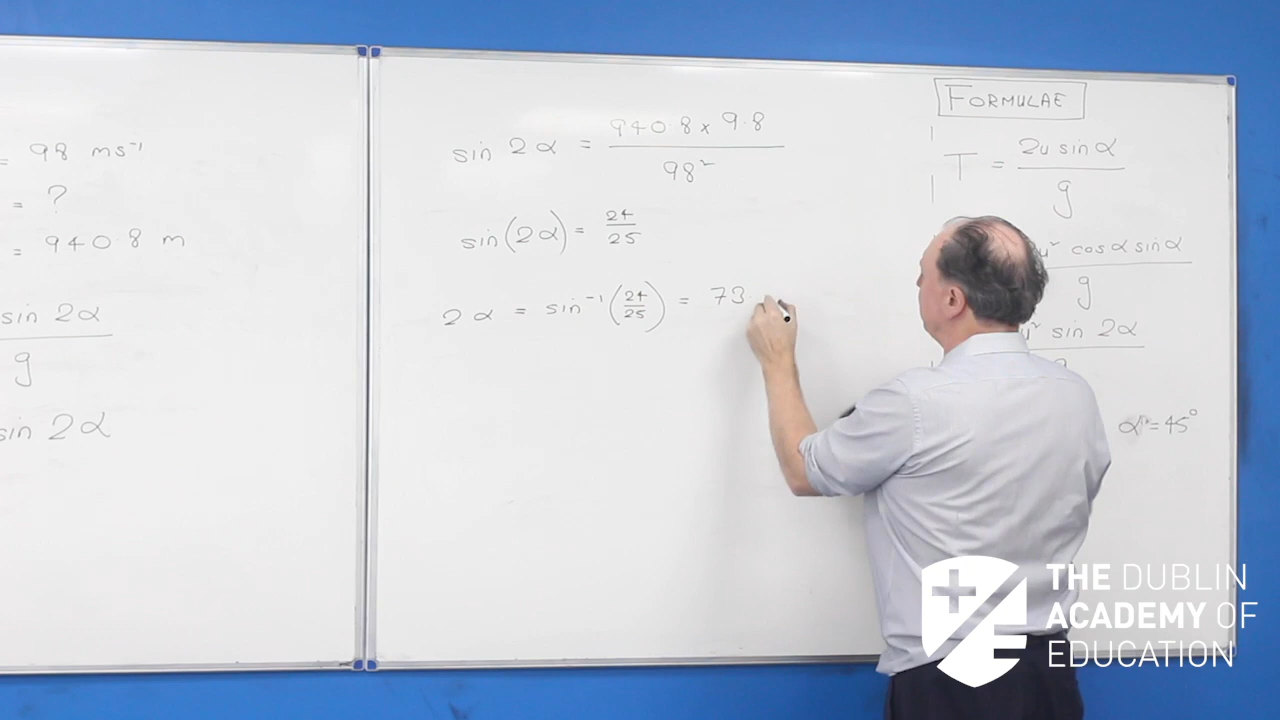 = 98 ms⁻¹
= ?
= 940.8 m
sin 2α
g
sin 2α
sin 2α = 940.8 × 9.8
98²
sin(2α) = 24/25
2α = sin⁻¹(24/25) = 73.
FORMULAE
T = 2u sin α
g
u² cos α sin α
g
u² sin 2α
α = 45°
THE DUBLIN
ACADEMY OF
EDUCATION